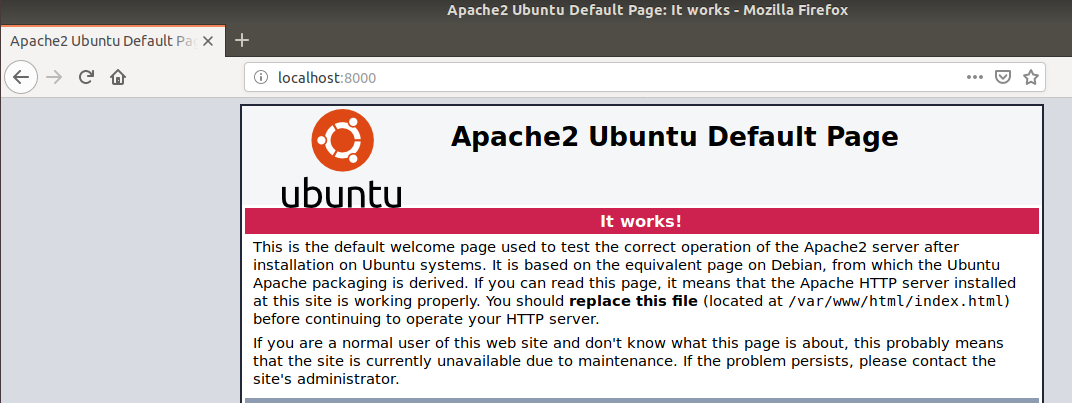 Apache2 Ubuntu Default Page: It works - Mozilla Firefox
Apache2 Ubuntu Default Pa
localhost:8000
ubuntu
Apache2 Ubuntu Default Page
It works!
This is the default welcome page used to test the correct operation of the Apache2 server after
installation on Ubuntu systems. It is based on the equivalent page on Debian, from which the Ubuntu
Apache packaging is derived. If you can read this page, it means that the Apache HTTP server installed
at this site is working properly. You should replace this file (located at /var/www/html/index.html)
before continuing to operate your HTTP server.
If you are a normal user of this web site and don't know what this page is about, this probably means
that the site is currently unavailable due to maintenance. If the problem persists, please contact the
site's administrator.